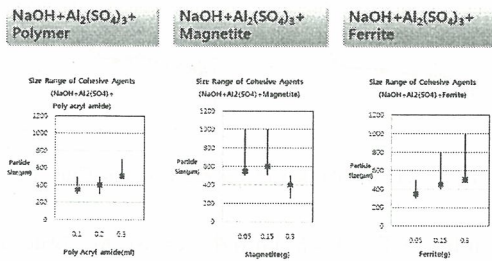 NaOH+Al₂(SO₄)₃+
Polymer
NaOH+Al₂(SO₄)₃+
Magnetite
NaOH+Al₂(SO₄)₃+
Ferrite
Size Range of Cohesive Agents
(NaOH+Al2(SO4)+
Poly acryl amide)
1200
1000
800
600
400
200
0
Particle
Size(μm)
0.1 0.2 0.3
Poly Acryl amide(ml)
Size Range of Cohesive Agents
(NaOH+Al2(SO4)+Magnetite)
1200
1000
800
600
400
200
0
Particle
Size(μm)
0.05 0.15 0.3
Magnetite(g)
Size Range of Cohesive Agents
(NaOH+Al2(SO4)+Ferrite)
1200
1000
800
600
400
200
0
Particle
Size(μm)
0.05 0.15 0.3
Ferrite(g)